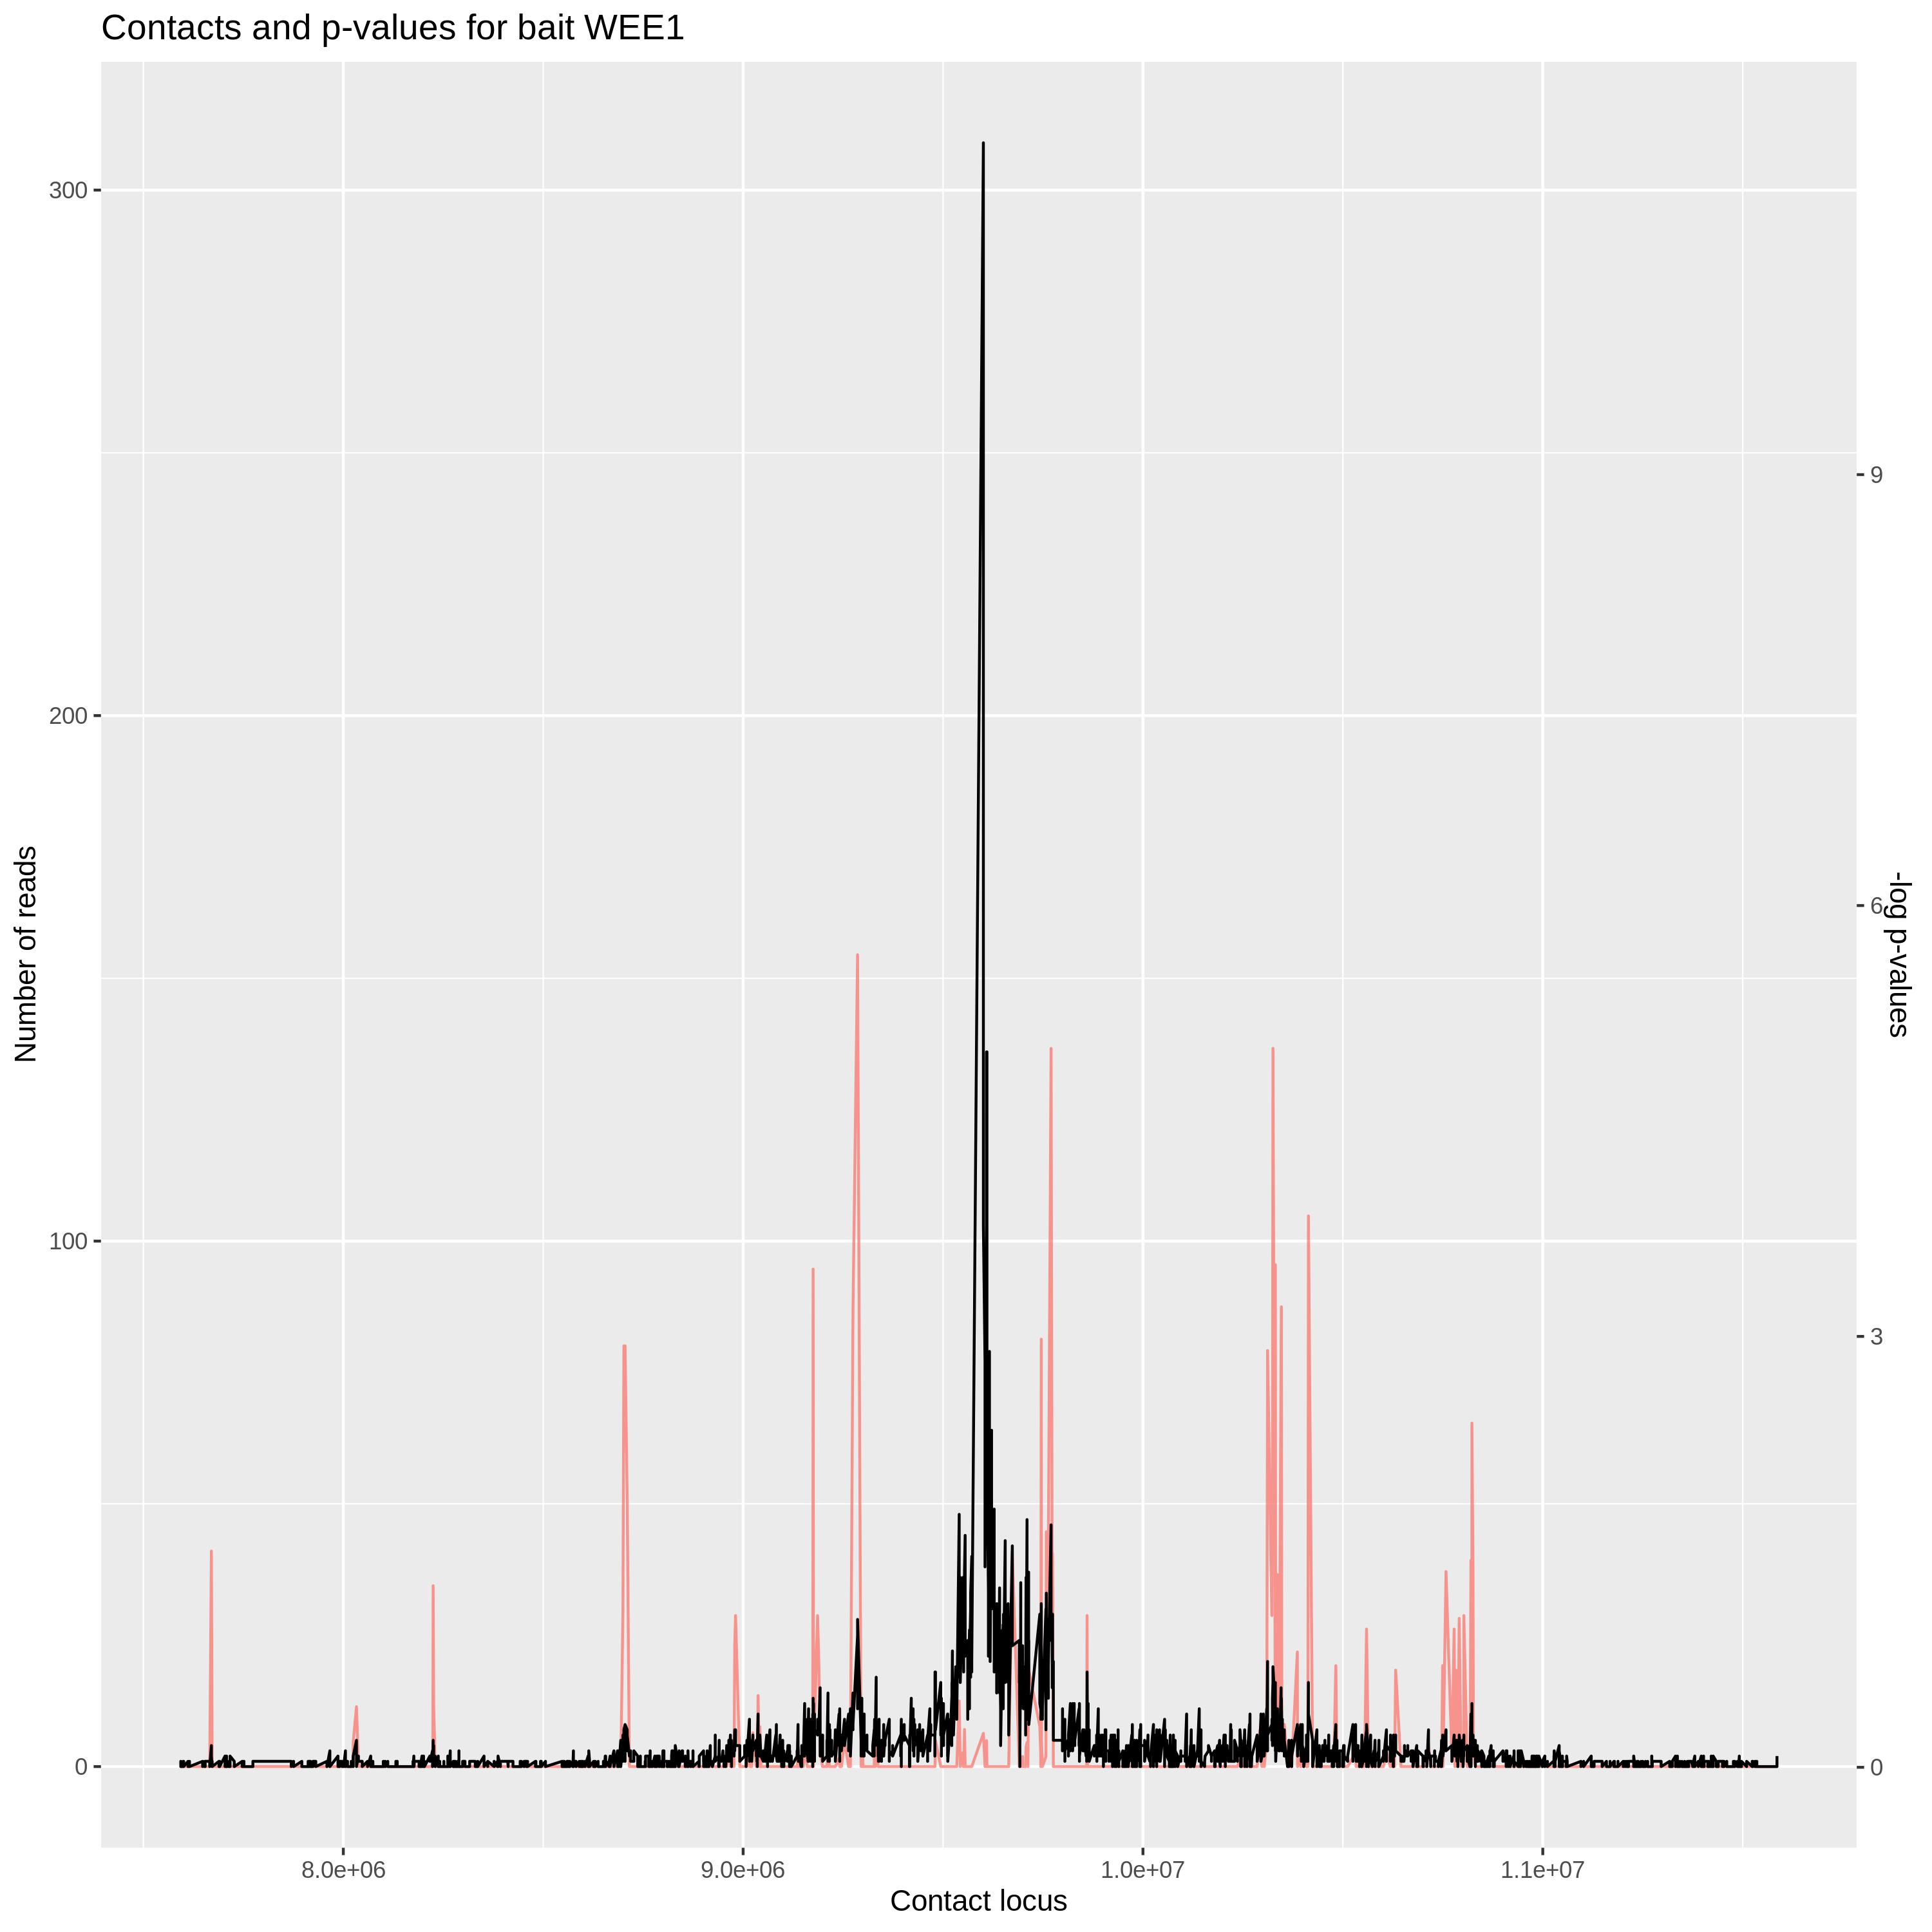 Contacts and p-values for bait WEE1
300
200
100
0
Number of reads
9
6
3
0
-log p-values
8.0e+06
9.0e+06
1.0e+07
1.1e+07
Contact locus